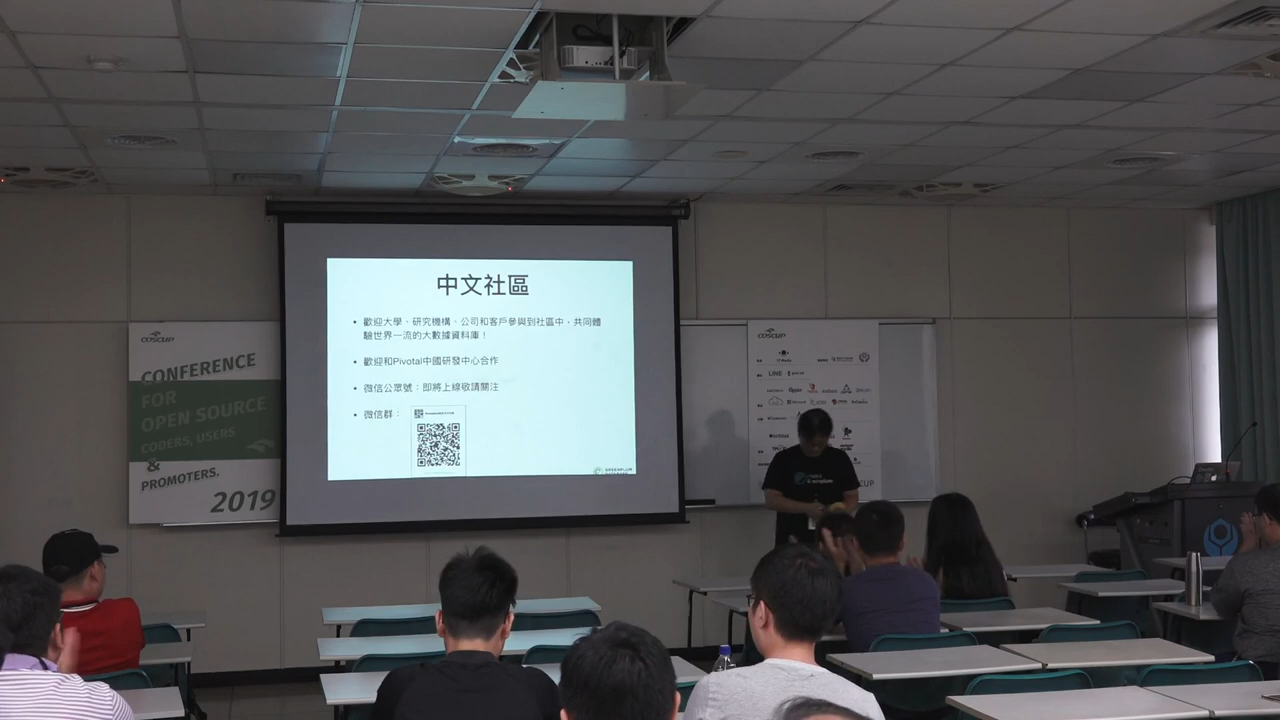 COSCUP
CONFERENCE
FOR
OPEN SOURCE
CODERS, USERS
&
PROMOTERS.
2019
中文社區
• 歡迎大學、研究機構、公司和客戶參與到社區中，共同體
驗世界一流的大數據資料庫！
• 歡迎和Pivotal中國研發中心合作
• 微信公眾號：即將上線敬請關注
• 微信群：
GREENPLUM
COSCUP
LINE
Greenplum